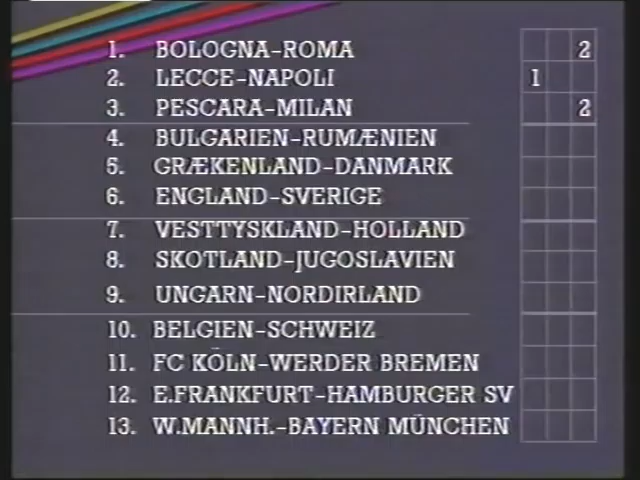 1. BOLOGNA-ROMA 2
2. LECCE-NAPOLI 1
3. PESCARA-MILAN 2
4. BULGARIEN-RUMÆNIEN
5. GRÆKENLAND-DANMARK
6. ENGLAND-SVERIGE
7. VESTTYSKLAND-HOLLAND
8. SKOTLAND-JUGOSLAVIEN
9. UNGARN-NORDIRLAND
10. BELGIEN-SCHWEIZ
11. FC KÖLN-WERDER BREMEN
12. E.FRANKFURT-HAMBURGER SV
13. W.MANNH.-BAYERN MÜNCHEN